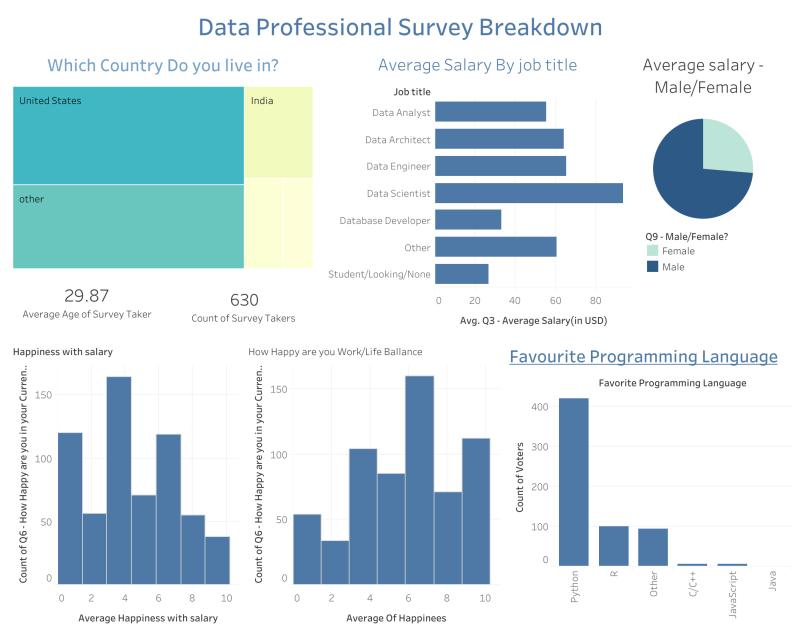 Data Professional Survey Breakdown
Which Country Do you live in?
United States
India
other
29.87
Average Age of Survey Taker
630
Count of Survey Takers
Average Salary By job title
Job title
Data Analyst
Data Architect
Data Engineer
Data Scientist
Database Developer
Other
Student/Looking/None
0 20 40 60 80
Avg. Q3 - Average Salary(in USD)
Average salary -
Male/Female
Q9 - Male/Female?
Female
Male
Happiness with salary
Count of Q6 - How Happy are you in your Curren..
150
100
50
0
0 2 4 6 8 10
Average Happiness with salary
How Happy are you Work/Life Ballance
Count of Q6 - How Happy are you in your Curren..
150
100
50
0
0 2 4 6 8 10
Average Of Happinees
Favourite Programming Language
Favorite Programming Language
Count of Voters
400
300
200
100
0
Python
R
Other
C/C++
JavaScript
Java